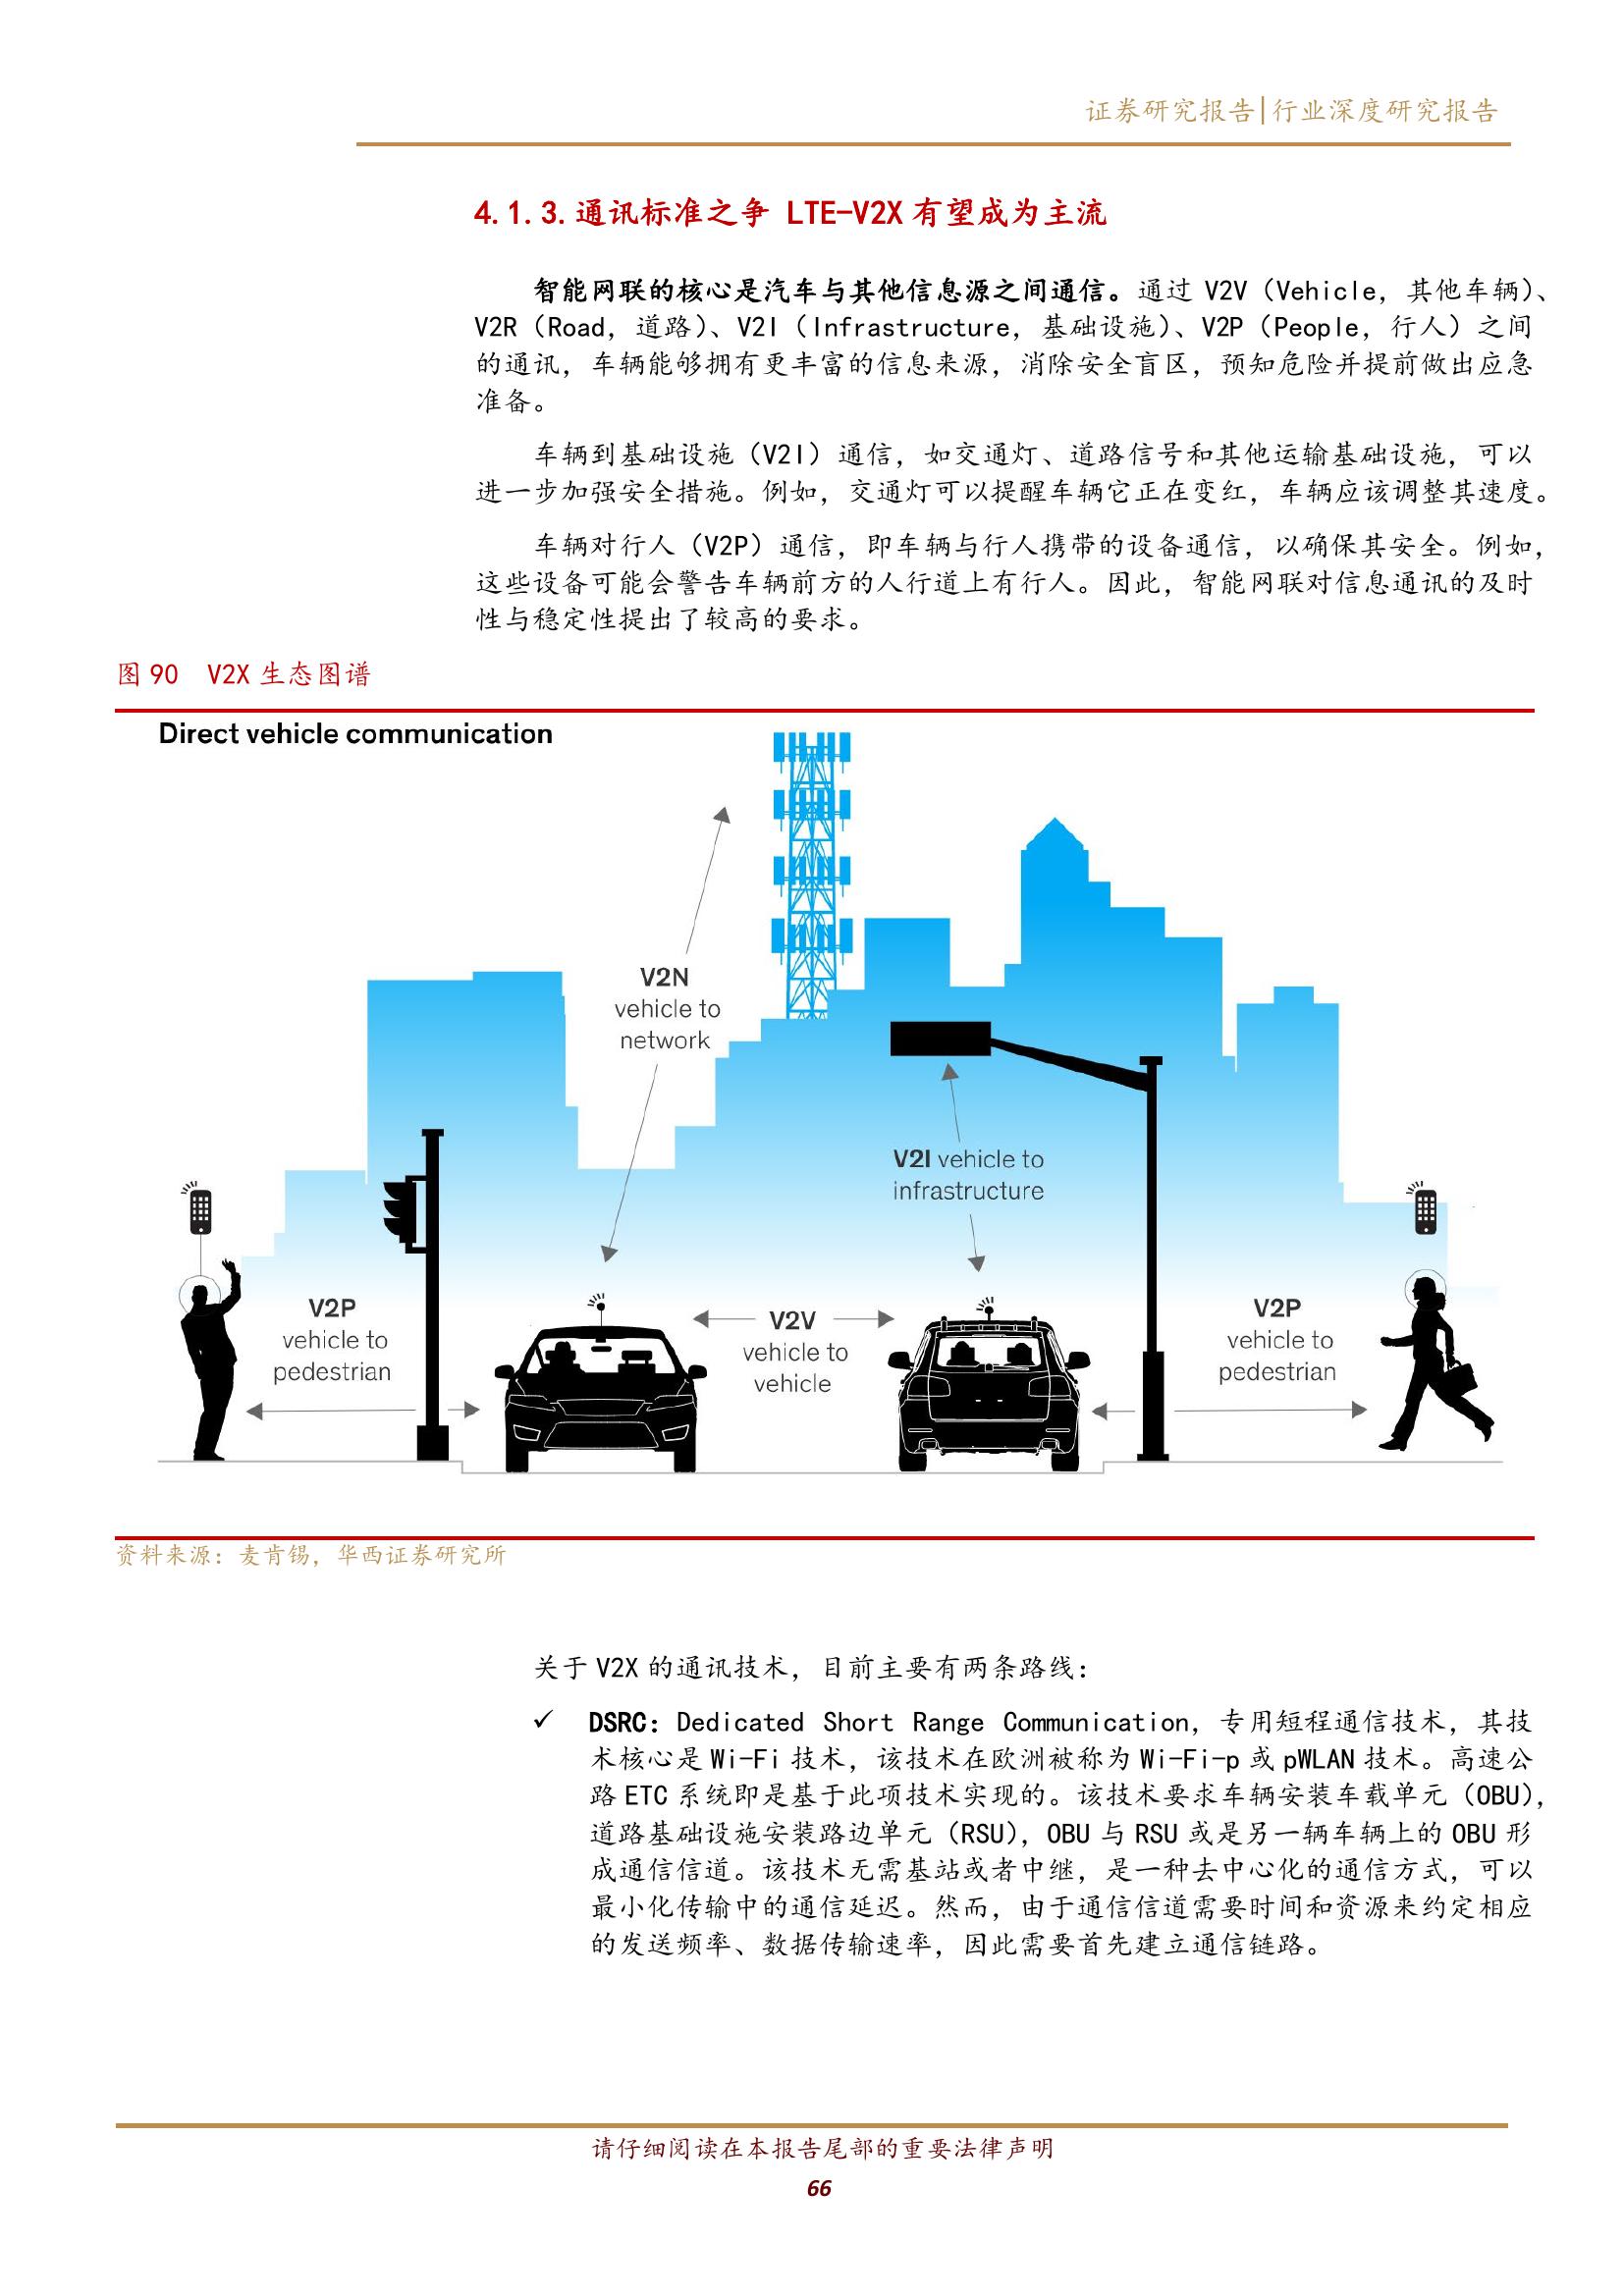 证券研究报告|行业深度研究报告
4.1.3.通讯标准之争 LTE-V2X 有望成为主流
智能网联的核心是汽车与其他信息源之间通信。通过 V2V（Vehicle，其他车辆）、
V2R（Road，道路）、V2I（Infrastructure，基础设施）、V2P（People，行人）之间
的通讯，车辆能够拥有更丰富的信息来源，消除安全盲区，预知危险并提前做出应急
准备。
车辆到基础设施（V2I）通信，如交通灯、道路信号和其他运输基础设施，可以
进一步加强安全措施。例如，交通灯可以提醒车辆它正在变红，车辆应该调整其速度。
车辆对行人（V2P）通信，即车辆与行人携带的设备通信，以确保其安全。例如，
这些设备可能会警告车辆前方的人行道上有行人。因此，智能网联对信息通讯的及时
性与稳定性提出了较高的要求。
图 90 V2X 生态图谱
Direct vehicle communication
V2N
vehicle to
network
V2I vehicle to
infrastructure
V2P
vehicle to
pedestrian
V2V
vehicle to
vehicle
V2P
vehicle to
pedestrian
资料来源：麦肯锡，华西证券研究所
关于 V2X 的通讯技术，目前主要有两条路线：
✓ DSRC：Dedicated Short Range Communication，专用短程通信技术，其技
术核心是 Wi-Fi 技术，该技术在欧洲被称为 Wi-Fi-p 或 pWLAN 技术。高速公
路 ETC 系统即是基于此项技术实现的。该技术要求车辆安装车载单元（OBU），
道路基础设施安装路边单元（RSU），OBU 与 RSU 或是另一辆车辆上的 OBU 形
成通信信道。该技术无需基站或者中继，是一种去中心化的通信方式，可以
最小化传输中的通信延迟。然而，由于通信信道需要时间和资源来约定相应
的发送频率、数据传输速率，因此需要首先建立通信链路。
请仔细阅读在本报告尾部的重要法律声明
66